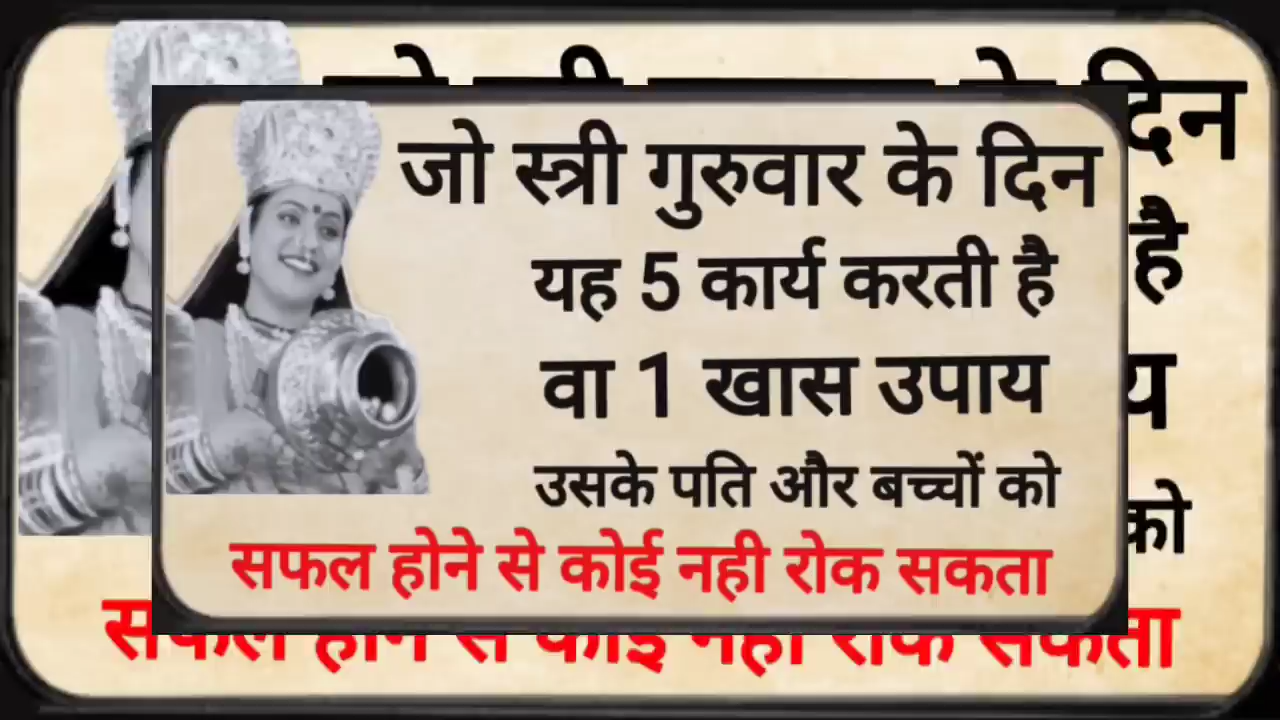 जो स्त्री गुरुवार के दिन
यह 5 कार्य करती है
वा 1 खास उपाय
उसके पति और बच्चों को
सफल होने से कोई नही रोक सकता